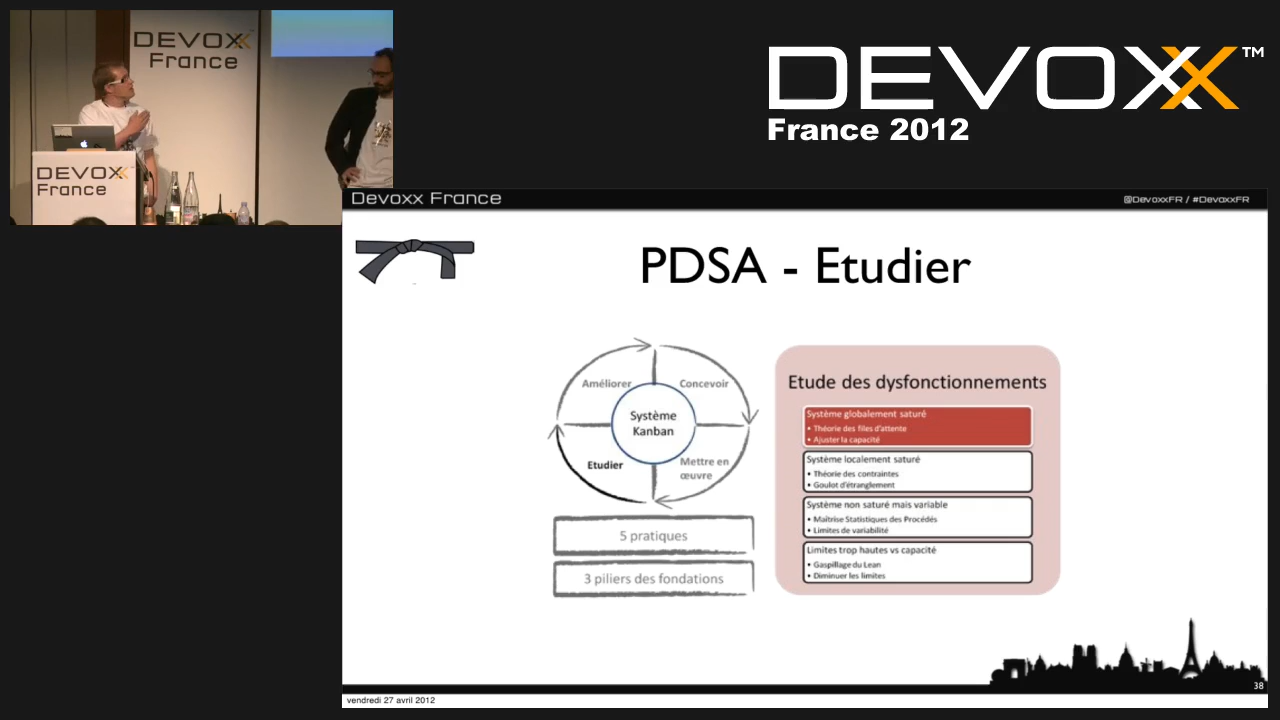 DEVOXX
France
DEVOXX
France
DEVOXX™
France 2012
Devoxx France
@DevoxxFR / #DevoxxFR
PDSA - Etudier
Améliorer
Concevoir
Système
Kanban
Etudier
Mettre en
œuvre
5 pratiques
3 piliers des fondations
Etude des dysfonctionnements
Système globalement saturé
• Théorie des files d'attente
• Ajuster la capacité
Système localement saturé
• Théorie des contraintes
• Goulot d'étranglement
Système non saturé mais variable
• Maîtrise Statistiques des Procédés
• Limites de variabilité
Limites trop hautes vs capacité
• Gaspillage du Lean
• Diminuer les limites
38
vendredi 27 avril 2012